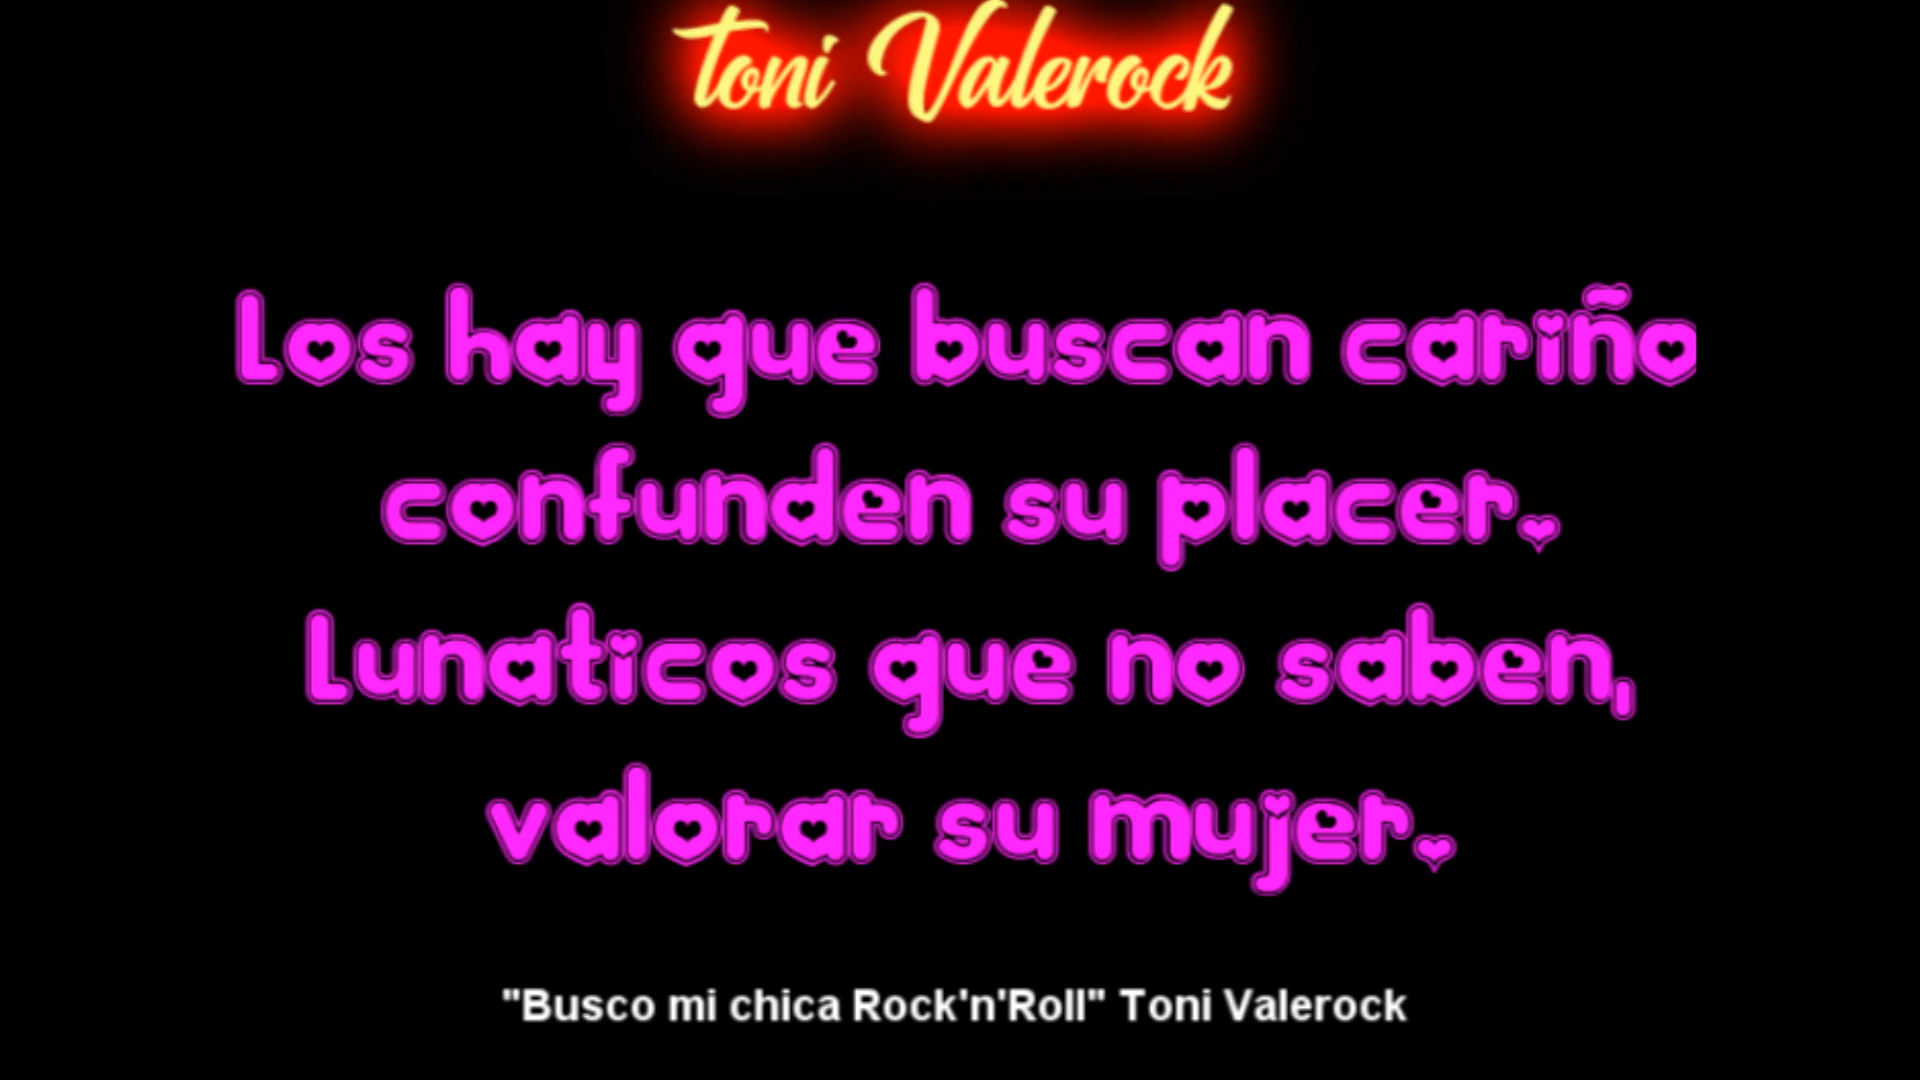 Toni Valerock
Los hay que buscan cariño
confunden su placer.
Lunaticos que no saben,
valorar su mujer.
"Busco mi chica Rock'n'Roll" Toni Valerock